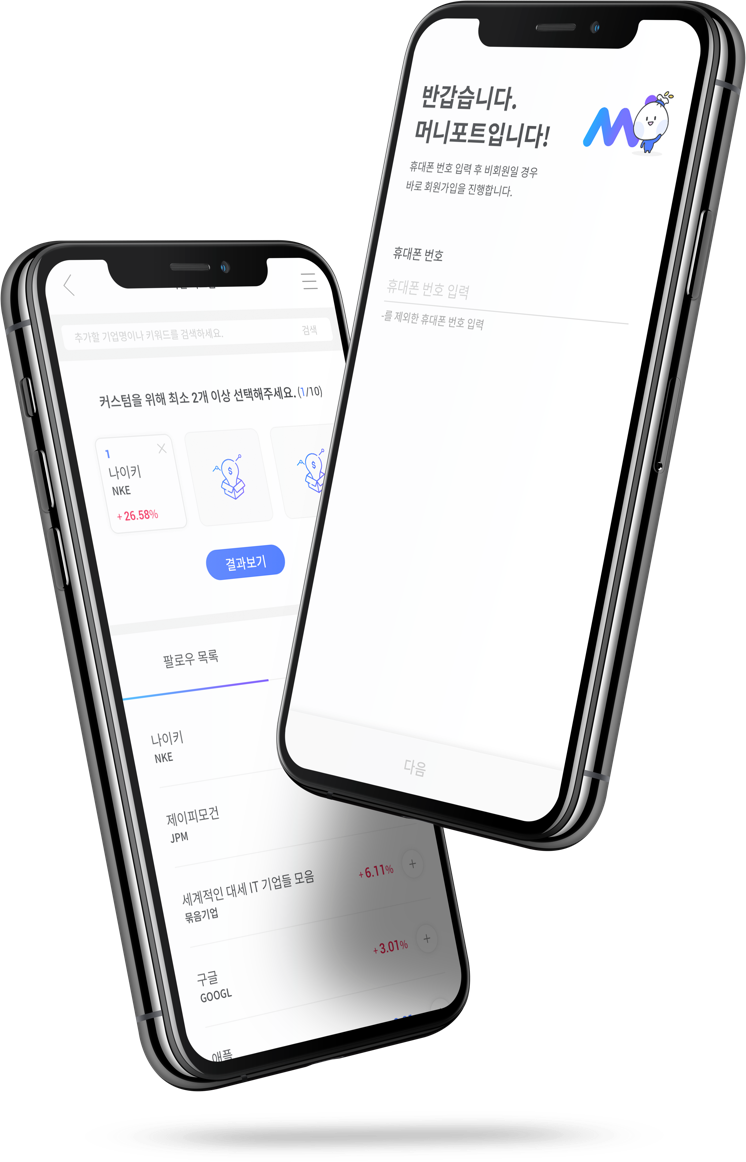 반갑습니다.
머니포트입니다!
휴대폰 번호 입력 후 비회원일 경우
바로 회원가입을 진행합니다.
휴대폰 번호
휴대폰 번호 입력
-를 제외한 휴대폰 번호 입력
다음
추가할 기업명이나 키워드를 검색하세요. 검색
커스텀을 위해 최소 2개 이상 선택해주세요. (1/10)
1
나이키
NKE
+26.58%
결과보기
팔로우 목록
나이키
NKE
제이피모건
JPM
세계적인 대세 IT 기업들 모음
묶음기업
+6.11%
구글
GOOGL
+3.01%
애플